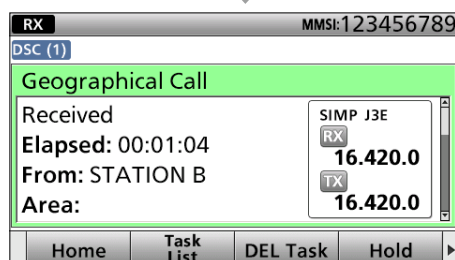 RX MMSI:123456789
DSC (1)
Geographical Call
Received
Elapsed: 00:01:04
From: STATION B
Area:
SIMP J3E
RX
16.420.0
TX
16.420.0
Home Task List DEL Task Hold